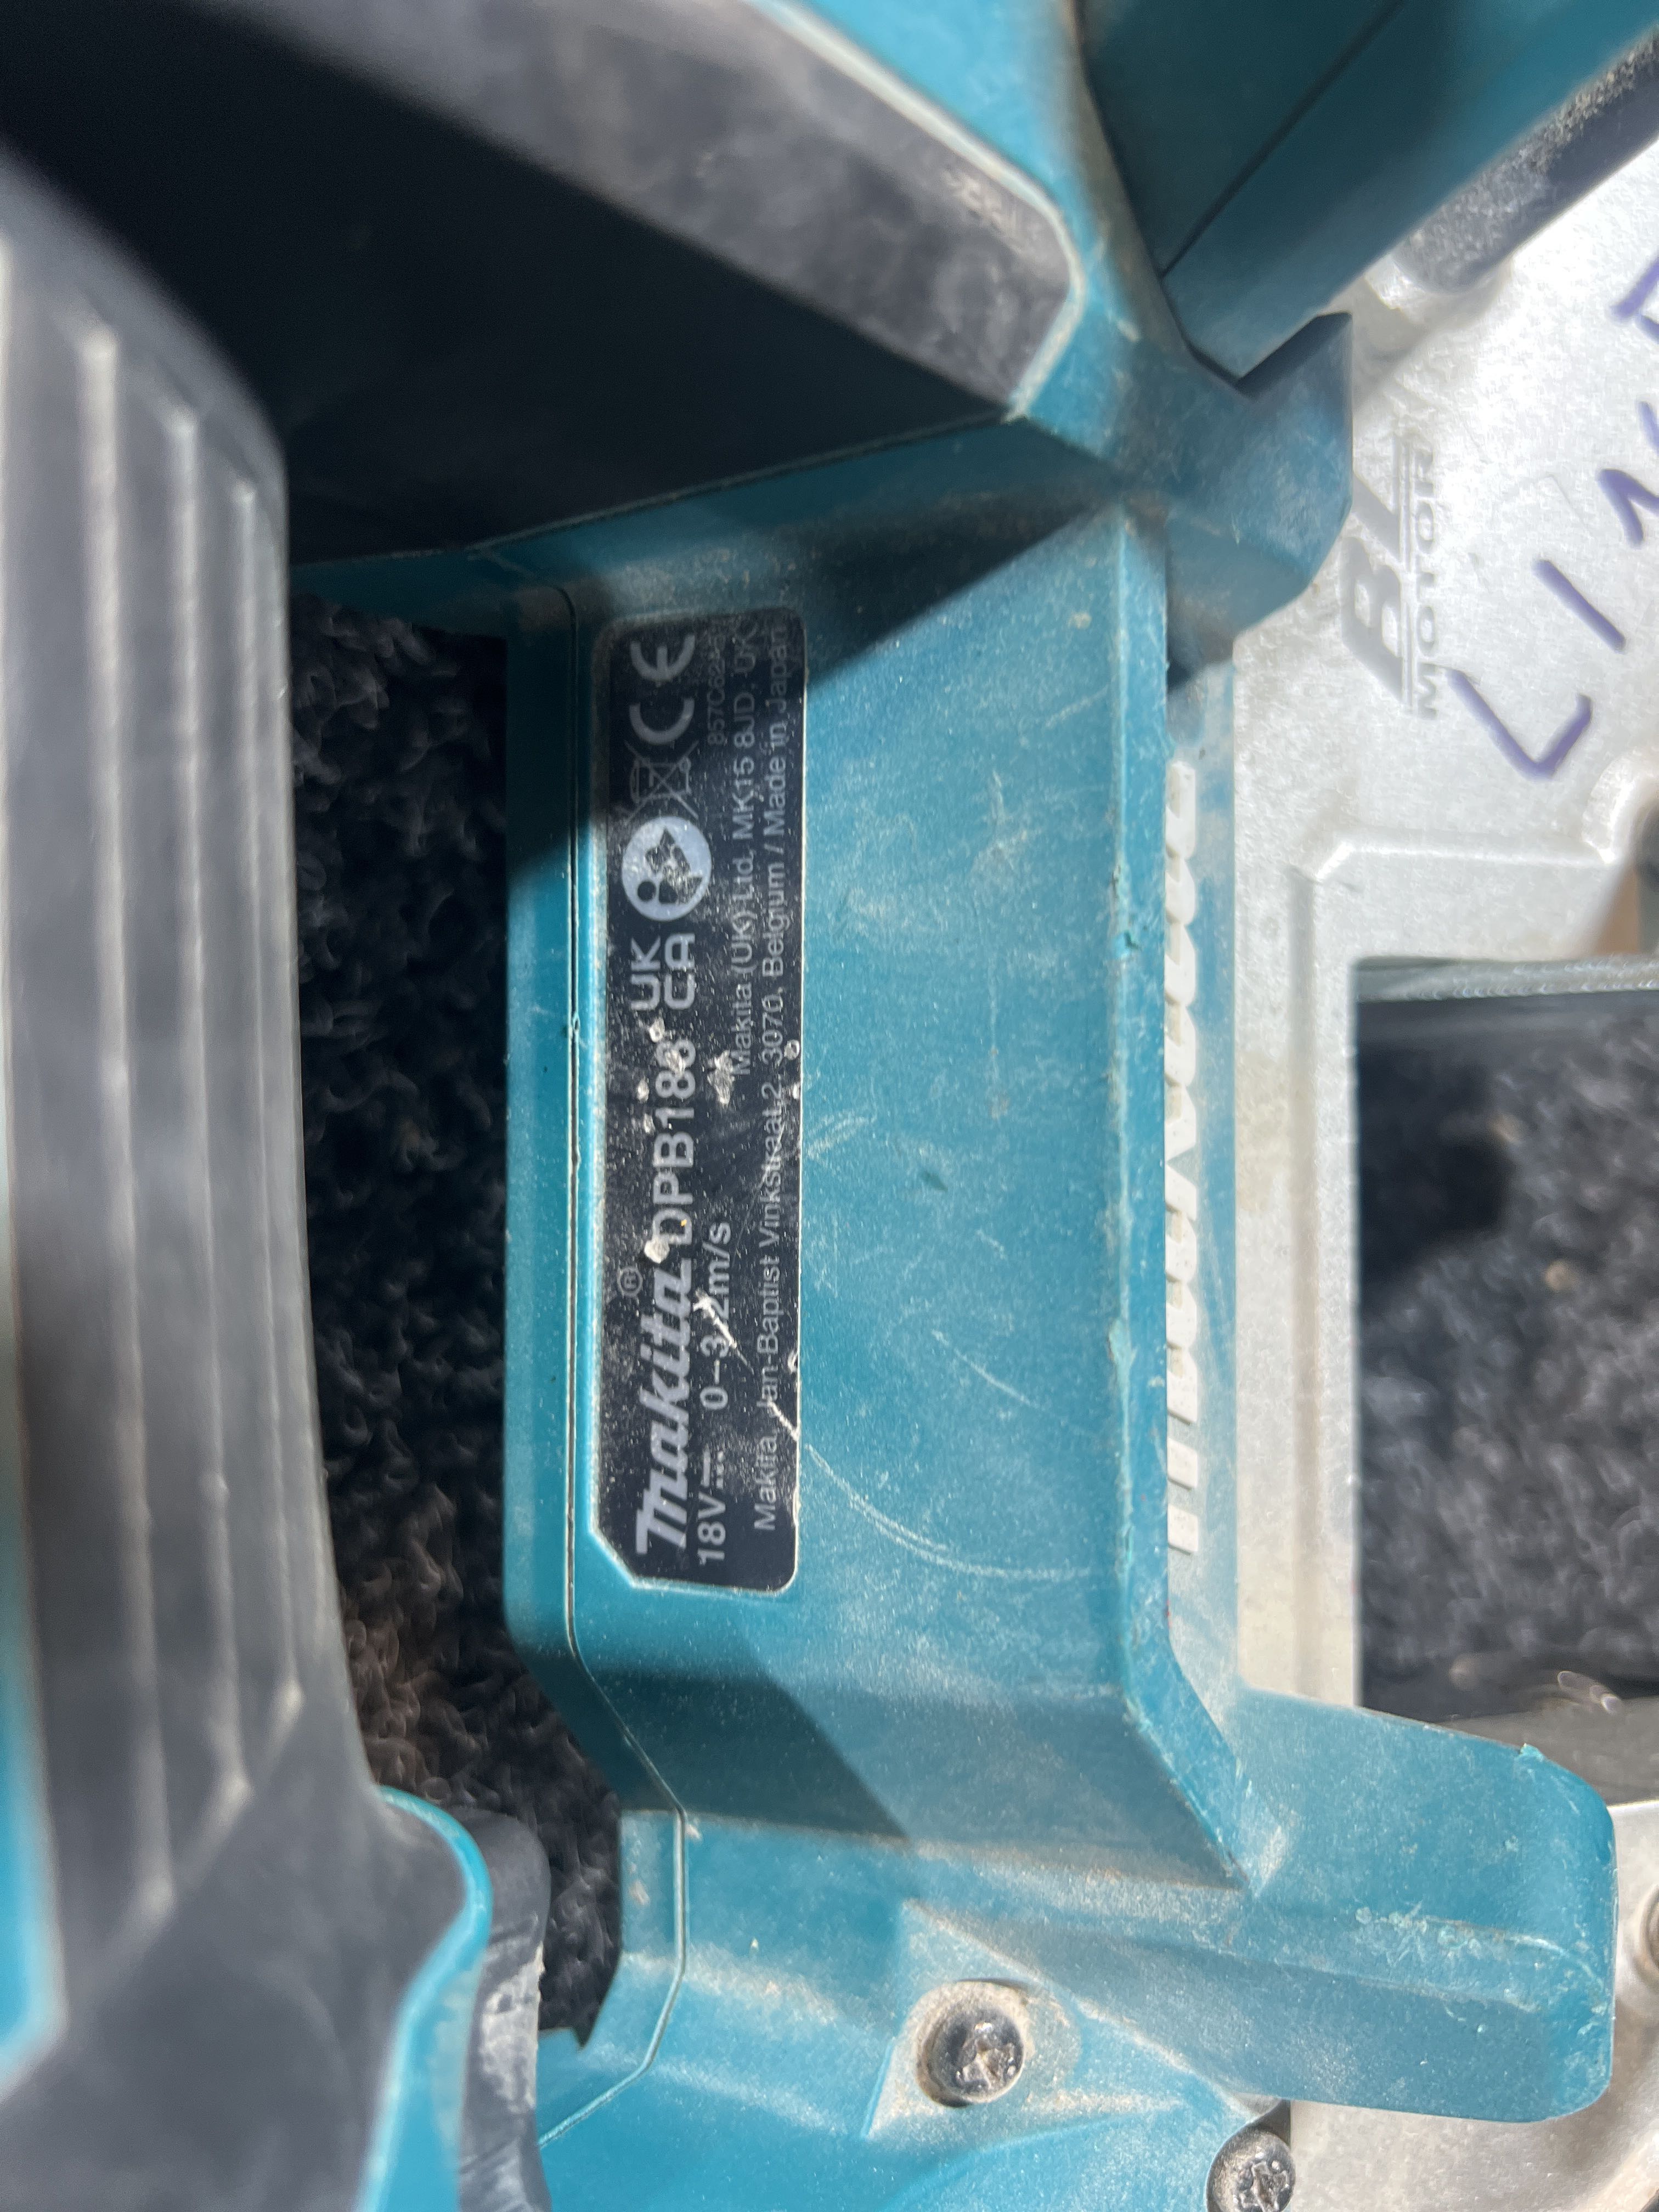 makita® DPB183 UK CA CE
18V 0–3.2m/s
Makita (UK) Ltd. MK15 8JD, UK
Makita, Jan-Baptist Vinkstraat 2, 3070, Belgium / Made in Japan
makita
BL
MOTOR